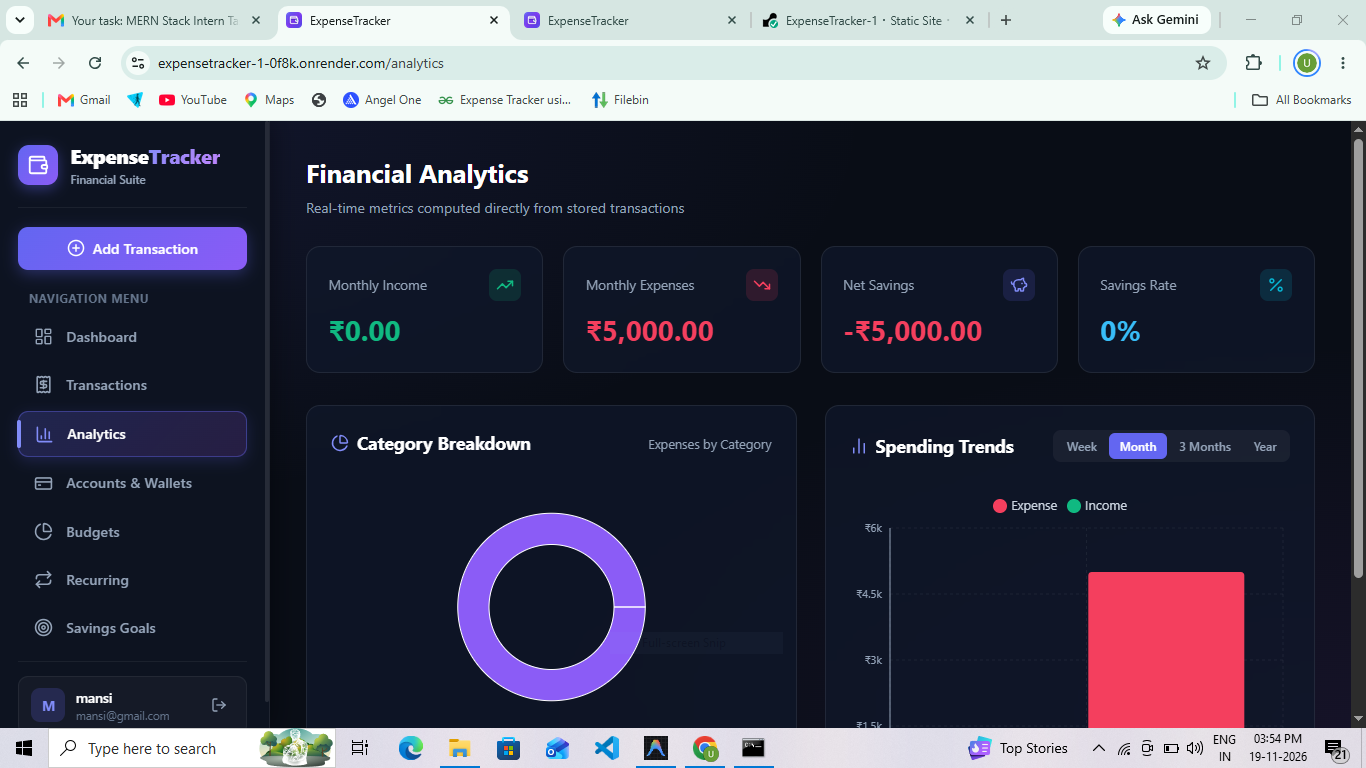 Your task: MERN Stack Intern Ta
ExpenseTracker
ExpenseTracker
ExpenseTracker-1 · Static Site ·
Ask Gemini
expensetracker-1-0f8k.onrender.com/analytics
U
Gmail
YouTube
Maps
Angel One
Expense Tracker usi...
Filebin
All Bookmarks
ExpenseTracker
Financial Suite
Add Transaction
NAVIGATION MENU
Dashboard
Transactions
Analytics
Accounts & Wallets
Budgets
Recurring
Savings Goals
M
mansi
mansi@gmail.com
Financial Analytics
Real-time metrics computed directly from stored transactions
Monthly Income
₹0.00
Monthly Expenses
₹5,000.00
Net Savings
-₹5,000.00
Savings Rate
0%
Category Breakdown
Expenses by Category
Spending Trends
Week Month 3 Months Year
Expense Income
₹6k
₹4.5k
₹3k
₹1.5k
Type here to search
Top Stories
ENG
IN
03:54 PM
19-11-2026
21